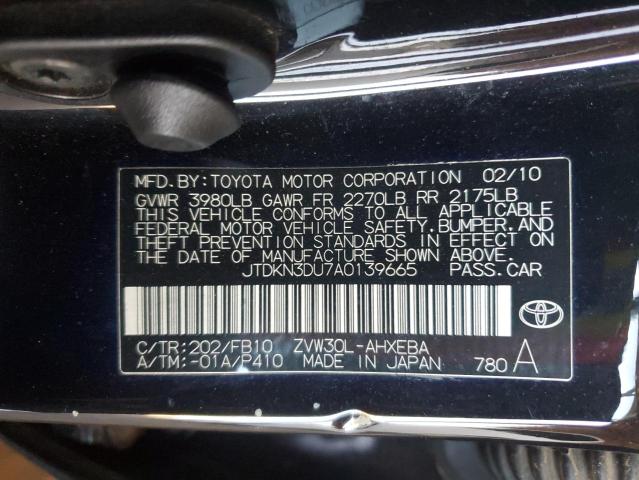 MFD. BY: TOYOTA MOTOR CORPORATION 02/10
GVWR 3980LB GAWR FR 2270LB RR 2175LB
THIS VEHICLE CONFORMS TO ALL APPLICABLE
FEDERAL MOTOR VEHICLE SAFETY, BUMPER, AND
THEFT PREVENTION STANDARDS IN EFFECT ON
THE DATE OF MANUFACTURE SHOWN ABOVE.
JTDKN3DU7A0139665 PASS.CAR
C/TR:202/FB10 ZVW30L-AHXEBA
A/TM:-01A/P410 MADE IN JAPAN 780 A